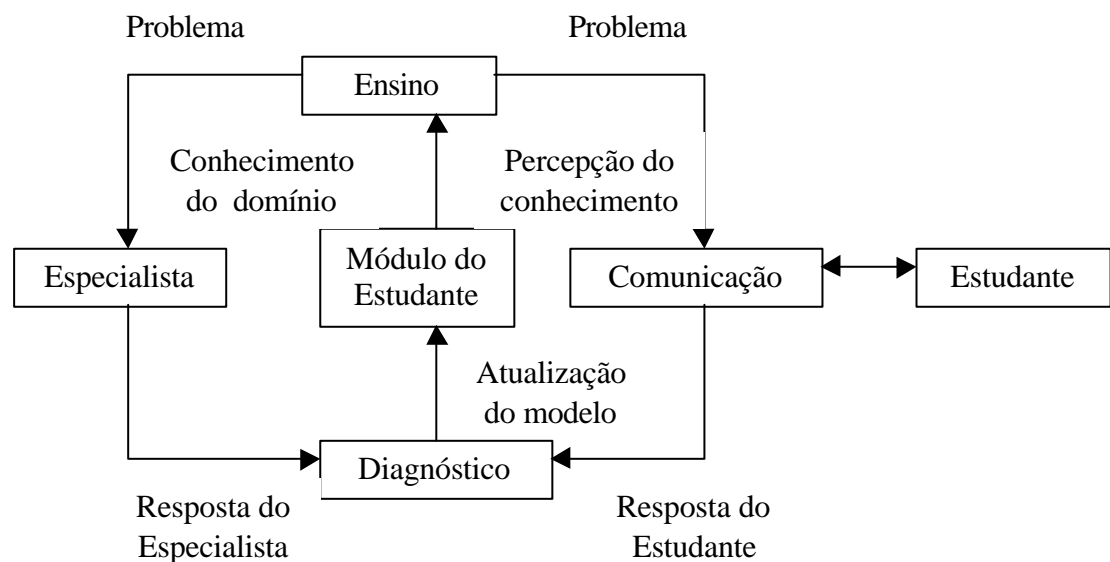 Problema
Problema
Ensino
Conhecimento
do domínio
Percepção do
conhecimento
Especialista
Módulo do
Estudante
Comunicação
Estudante
Atualização
do modelo
Diagnóstico
Resposta do
Especialista
Resposta do
Estudante